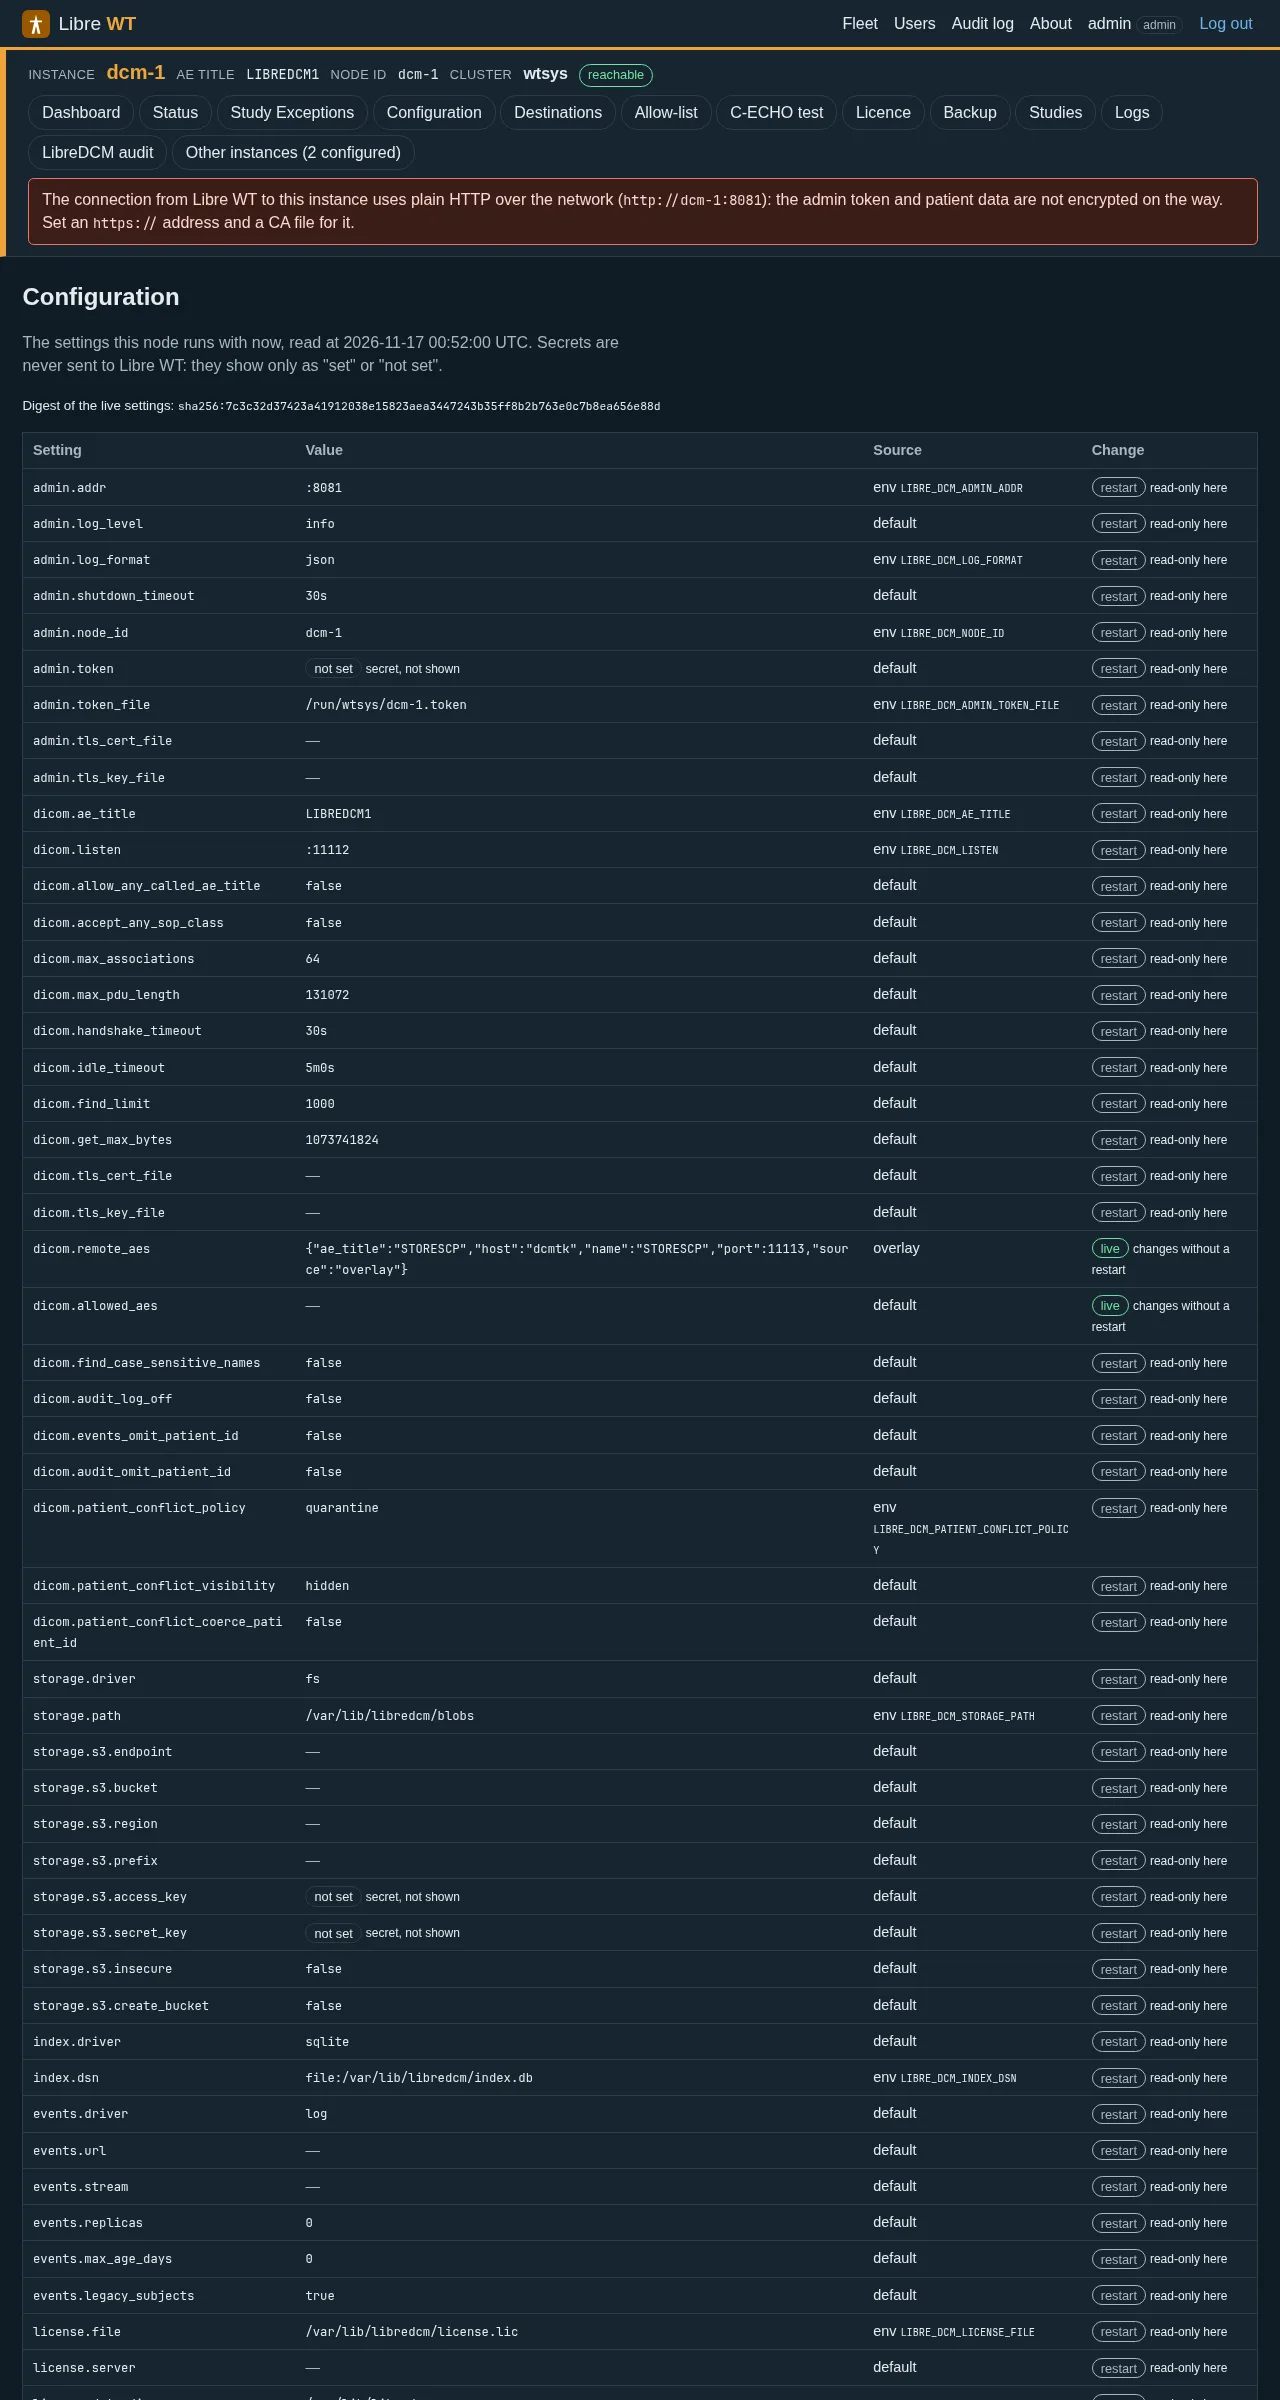 Libre WT Fleet Users Audit log About admin admin Log out
INSTANCE dcm-1 AE TITLE LIBREDCM1 NODE ID dcm-1 CLUSTER wtsys reachable
Dashboard Status Study Exceptions Configuration Destinations Allow-list C-ECHO test Licence Backup Studies Logs
LibreDCM audit Other instances (2 configured)
The connection from Libre WT to this instance uses plain HTTP over the network (http://dcm-1:8081): the admin token and patient data are not encrypted on the way.
Set an https:// address and a CA file for it.
Configuration
The settings this node runs with now, read at 2026-11-17 00:52:00 UTC. Secrets are
never sent to Libre WT: they show only as "set" or "not set".
Digest of the live settings: sha256:7c3c32d37423a41912038e15823aea3447243b35ff8b2b763e0c7b8ea656e88d
Setting Value Source Change
admin.addr :8081 env LIBRE_DCM_ADMIN_ADDR restart read-only here
admin.log_level info default restart read-only here
admin.log_format json env LIBRE_DCM_LOG_FORMAT restart read-only here
admin.shutdown_timeout 30s default restart read-only here
admin.node_id dcm-1 env LIBRE_DCM_NODE_ID restart read-only here
admin.token not set secret, not shown default restart read-only here
admin.token_file /run/wtsys/dcm-1.token env LIBRE_DCM_ADMIN_TOKEN_FILE restart read-only here
admin.tls_cert_file — default restart read-only here
admin.tls_key_file — default restart read-only here
dicom.ae_title LIBREDCM1 env LIBRE_DCM_AE_TITLE restart read-only here
dicom.listen :11112 env LIBRE_DCM_LISTEN restart read-only here
dicom.allow_any_called_ae_title false default restart read-only here
dicom.accept_any_sop_class false default restart read-only here
dicom.max_associations 64 default restart read-only here
dicom.max_pdu_length 131072 default restart read-only here
dicom.handshake_timeout 30s default restart read-only here
dicom.idle_timeout 5m0s default restart read-only here
dicom.find_limit 1000 default restart read-only here
dicom.get_max_bytes 1073741824 default restart read-only here
dicom.tls_cert_file — default restart read-only here
dicom.tls_key_file — default restart read-only here
dicom.remote_aes {"ae_title":"STORESCP","host":"dcmtk","name":"STORESCP","port":11113,"sour overlay live changes without a
ce":"overlay"} restart
dicom.allowed_aes — default live changes without a
restart
dicom.find_case_sensitive_names false default restart read-only here
dicom.audit_log_off false default restart read-only here
dicom.events_omit_patient_id false default restart read-only here
dicom.audit_omit_patient_id false default restart read-only here
dicom.patient_conflict_policy quarantine env restart read-only here
LIBRE_DCM_PATIENT_CONFLICT_POLIC
Y
dicom.patient_conflict_visibility hidden default restart read-only here
dicom.patient_conflict_coerce_pati false default restart read-only here
ent_id
storage.driver fs default restart read-only here
storage.path /var/lib/libredcm/blobs env LIBRE_DCM_STORAGE_PATH restart read-only here
storage.s3.endpoint — default restart read-only here
storage.s3.bucket — default restart read-only here
storage.s3.region — default restart read-only here
storage.s3.prefix — default restart read-only here
storage.s3.access_key not set secret, not shown default restart read-only here
storage.s3.secret_key not set secret, not shown default restart read-only here
storage.s3.insecure false default restart read-only here
storage.s3.create_bucket false default restart read-only here
index.driver sqlite default restart read-only here
index.dsn file:/var/lib/libredcm/index.db env LIBRE_DCM_INDEX_DSN restart read-only here
events.driver log default restart read-only here
events.url — default restart read-only here
events.stream — default restart read-only here
events.replicas 0 default restart read-only here
events.max_age_days 0 default restart read-only here
events.legacy_subjects true default restart read-only here
license.file /var/lib/libredcm/license.lic env LIBRE_DCM_LICENSE_FILE restart read-only here
license.server — default restart read-only here